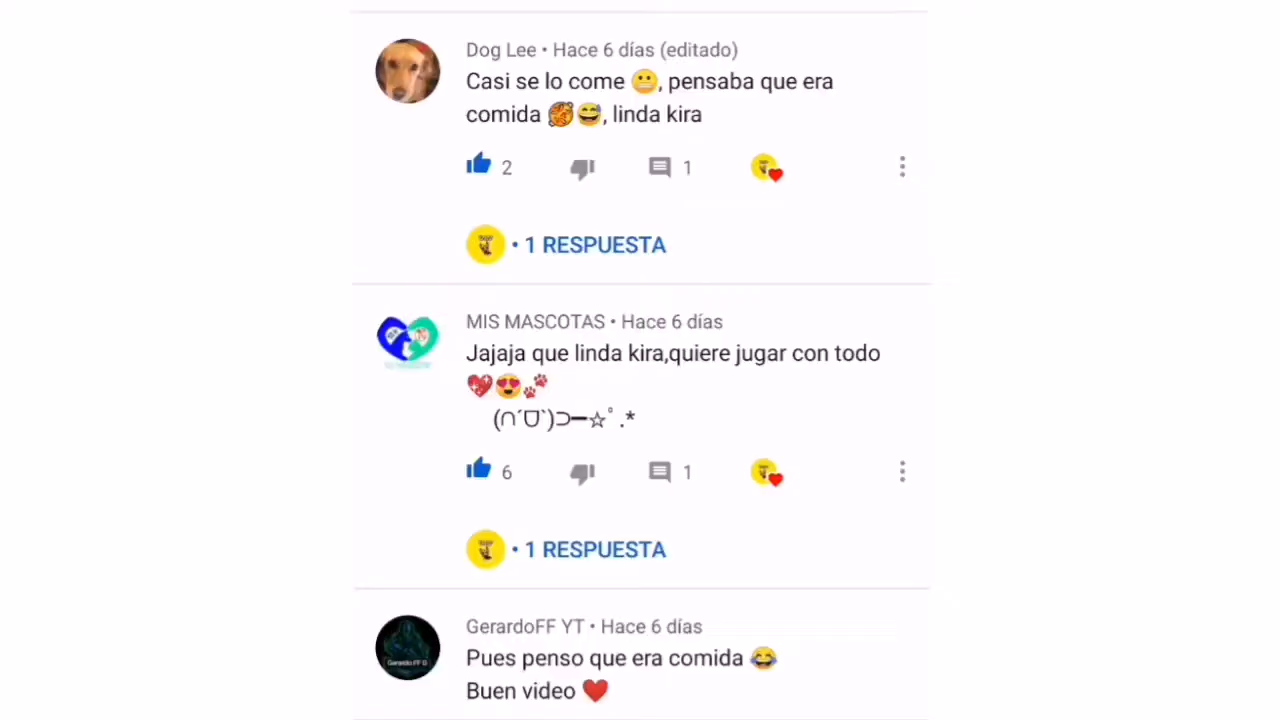 Dog Lee • Hace 6 días (editado)
Casi se lo come 😬, pensaba que era
comida 🥘😅, linda kira
2
1
• 1 RESPUESTA
MIS MASCOTAS • Hace 6 días
Jajaja que linda kira,quiere jugar con todo
💖😍🐾
(∩´ᗜ`)⊃━☆ﾟ.*
6
1
• 1 RESPUESTA
GerardoFF YT • Hace 6 días
Pues penso que era comida 😂
Buen video ❤️